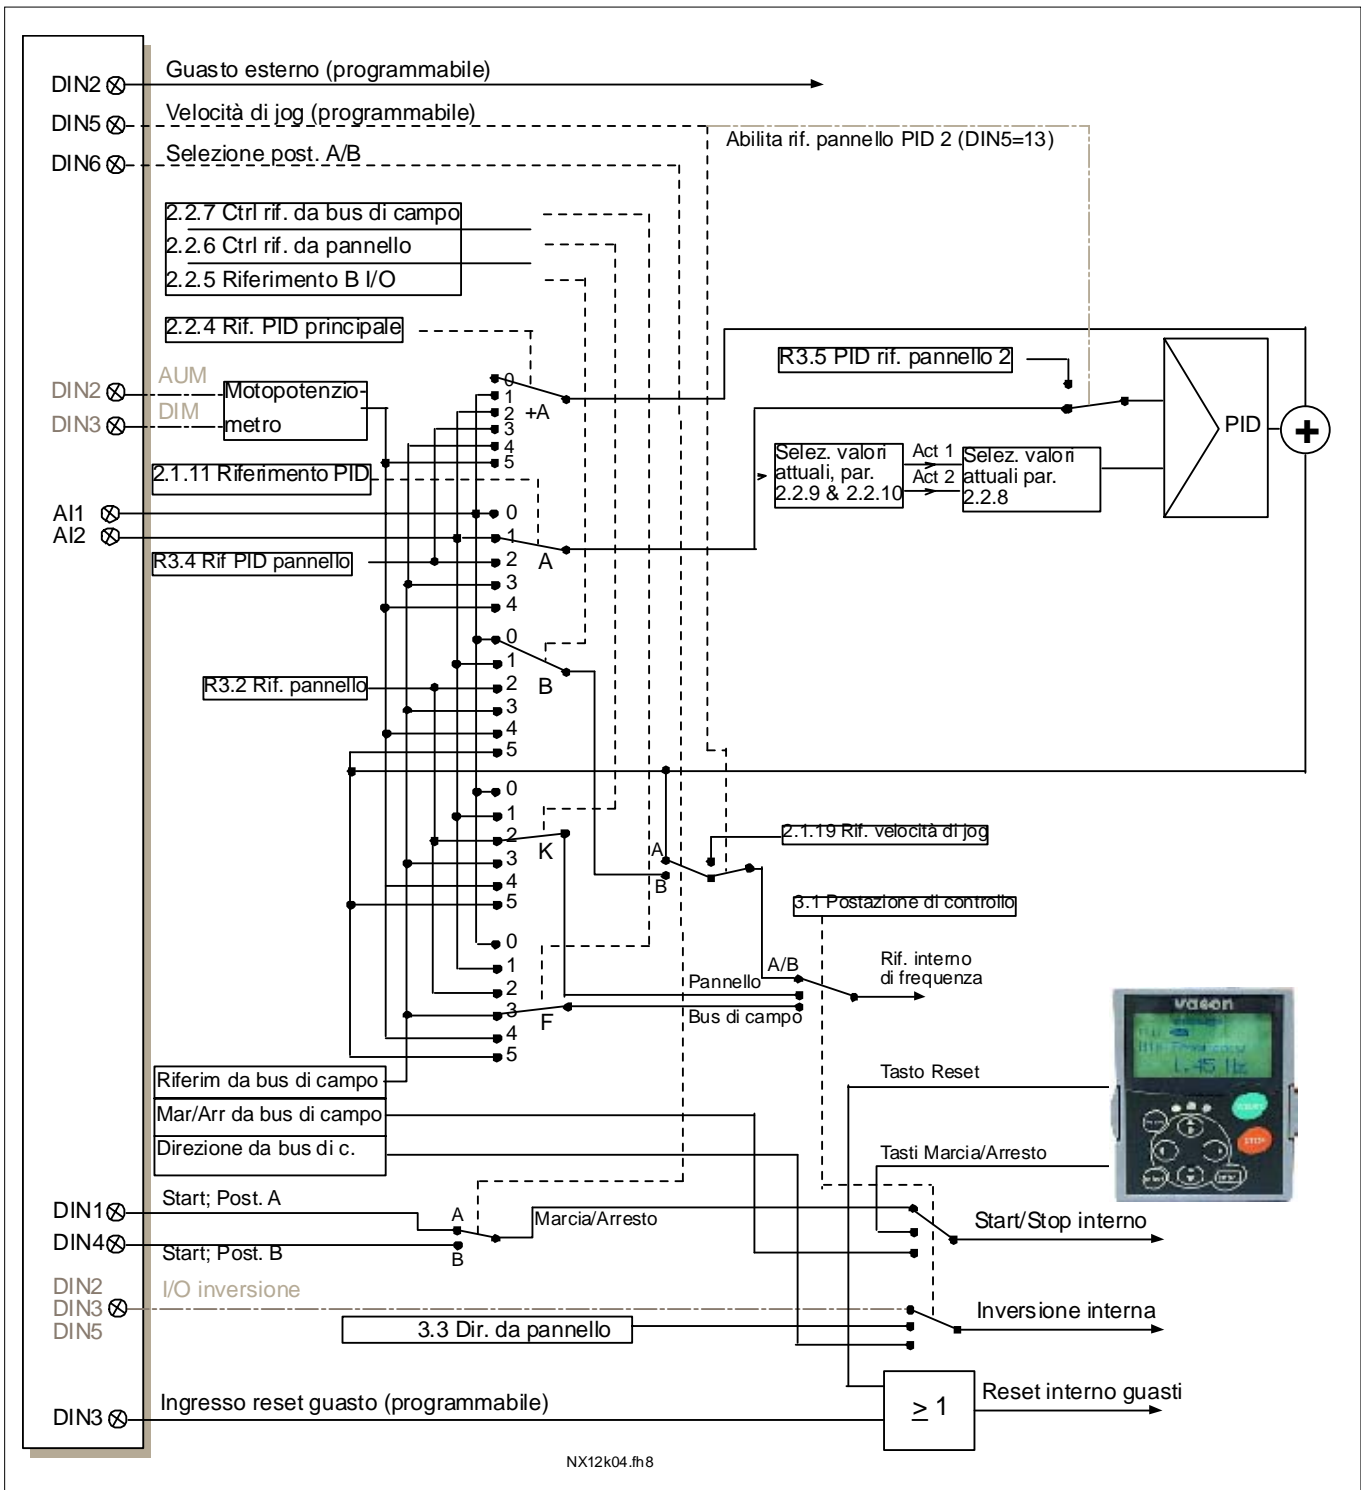 DIN2 Guasto esterno (programmabile)
DIN5 Velocità di jog (programmabile)
Abilita rif. pannello PID 2 (DIN5=13)
DIN6 Selezione post. A/B
2.2.7 Ctrl rif. da bus di campo
2.2.6 Ctrl rif. da pannello
2.2.5 Riferimento B I/O
2.2.4 Rif. PID principale
R3.5 PID rif. pannello 2
DIN2 AUM
DIN3 DIM
Motopotenzio-
metro
0
1
2 +A
3
4
5
PID
+
2.1.11 Riferimento PID
Selez. valori
attuali, par.
2.2.9 & 2.2.10
Act 1
Act 2
Selez. valori
attuali par.
2.2.8
AI1
AI2
0
1
2 A
3
4
R3.4 Rif PID pannello
0
1
2 B
3
4
5
R3.2 Rif. pannello
0
1
2 K
3
4
5
A
B
2.1.19 Rif. velocità di jog
3.1 Postazione di controllo
0
1
2
3 F
4
5
A/B
Pannello
Bus di campo
Rif. interno
di frequenza
vacon
1.45 Hz
START
STOP
Riferim da bus di campo
Mar/Arr da bus di campo
Direzione da bus di c.
Tasto Reset
Tasti Marcia/Arresto
DIN1 Start; Post. A
DIN4 Start; Post. B
A
B
Marcia/Arresto
Start/Stop interno
DIN2
DIN3
DIN5
I/O inversione
3.3 Dir. da pannello
Inversione interna
DIN3 Ingresso reset guasto (programmabile)
≥ 1
Reset interno guasti
NX12k04.fh8